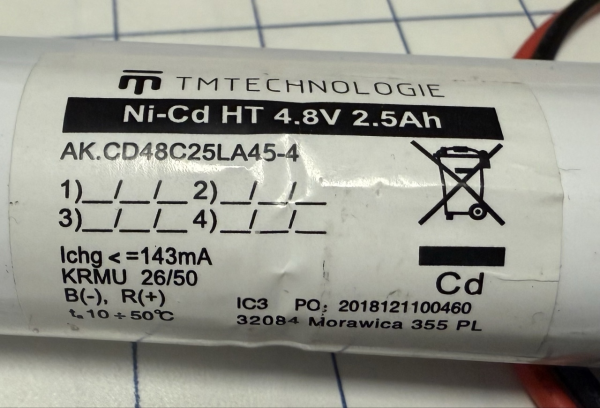 TMTECHNOLOGIE
Ni-Cd HT 4.8V 2.5Ah
AK.CD48C25LA45-4
1)__/__/__ 2)__/__/__
3)__/__/__ 4)__/__/__
Ichg <=143mA
KRMU 26/50
B(-), R(+)
tₐ 10÷50°C
Cd
IC3 PO: 2018121100460
32084 Morawica 355 PL